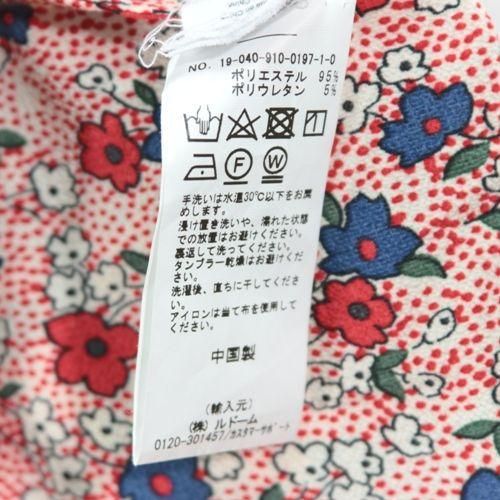 NO. 19-040-910-0197-1-0
ポリエステル 95%
ポリウレタン 5%
F W
手洗いは水温30℃以下をお薦
めします。
浸け置き洗いや、濡れた状態
での放置はお避けください。
裏返して洗ってください。
タンブラー乾燥はお避けくだ
さい。
洗濯後、直ちに干してくださ
い。
アイロンは当て布を使用して
ください。
中国製
(輸入元)
(株) ルドーム
0120-301457/カスタマーサポート